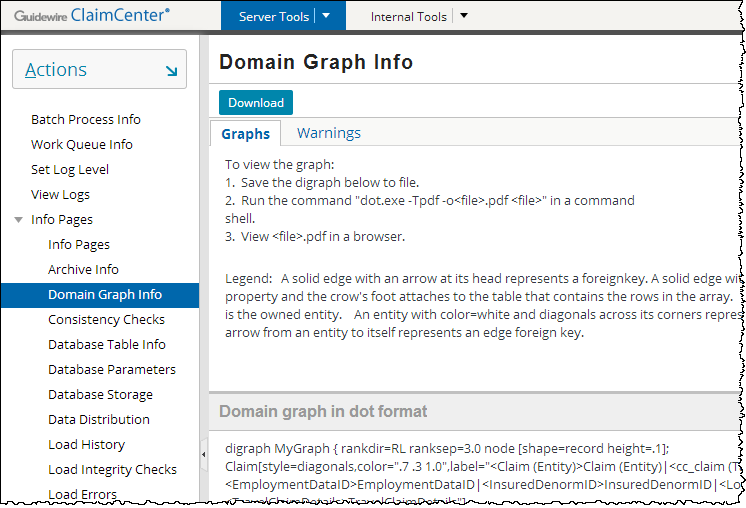 Guidewire ClaimCenter®
Server Tools
Internal Tools
Actions
Batch Process Info
Work Queue Info
Set Log Level
View Logs
Info Pages
Info Pages
Archive Info
Domain Graph Info
Consistency Checks
Database Table Info
Database Parameters
Database Storage
Data Distribution
Load History
Load Integrity Checks
Load Errors
Domain Graph Info
Download
Graphs
Warnings
To view the graph:
1. Save the digraph below to file.
2. Run the command "dot.exe -Tpdf -o<file>.pdf <file>" in a command
shell.
3. View <file>.pdf in a browser.
Legend: A solid edge with an arrow at its head represents a foreignkey. A solid edge wi
property and the crow's foot attaches to the table that contains the rows in the array.
is the owned entity. An entity with color=white and diagonals across its corners repres
arrow from an entity to itself represents an edge foreign key.
Domain graph in dot format
digraph MyGraph { rankdir=RL ranksep=3.0 node [shape=record height=.1];
Claim[style=diagonals,color=".7 .3 1.0",label="<Claim (Entity)>Claim (Entity)|<cc_claim (T
<EmploymentDataID>EmploymentDataID|<InsuredDenormID>InsuredDenormID|<Lo